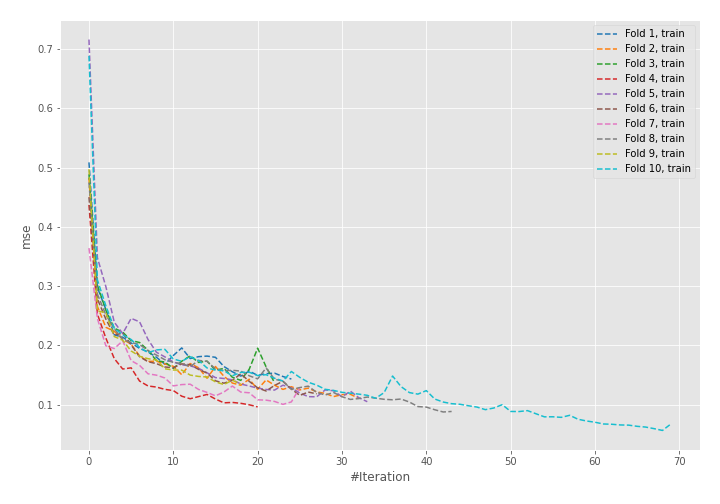 0.7
0.6
0.5
0.4
0.3
0.2
0.1
mse
0 10 20 30 40 50 60 70
#Iteration
Fold 1, train
Fold 2, train
Fold 3, train
Fold 4, train
Fold 5, train
Fold 6, train
Fold 7, train
Fold 8, train
Fold 9, train
Fold 10, train